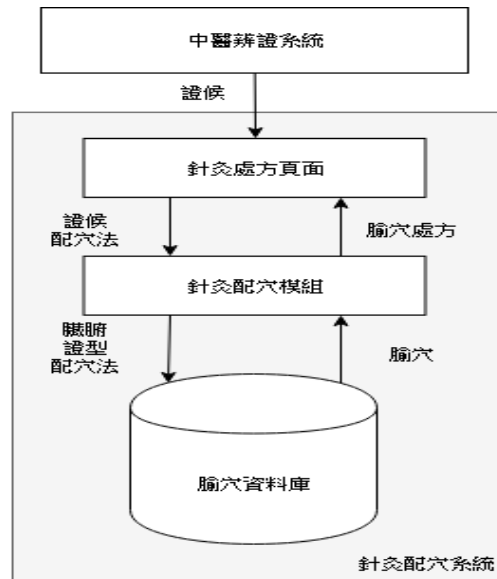 中醫辨證系統
證候
針灸處方頁面
證候
配穴法
腧穴處方
針灸配穴模組
臟腑
證型
配穴法
腧穴
腧穴資料庫
針灸配穴系統